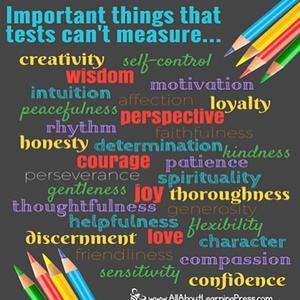 Important things that
tests can't measure...
creativity self-control
wisdom motivation
intuition affection loyalty
peacefulness perspective
rhythm faithfulness
honesty determination kindness
courage patience
perseverance spirituality
gentleness joy thoroughness
thoughtfulness generosity
helpfulness flexibility
discernment love character
friendliness compassion
sensitivity confidence
www.AllAboutLearningPress.com